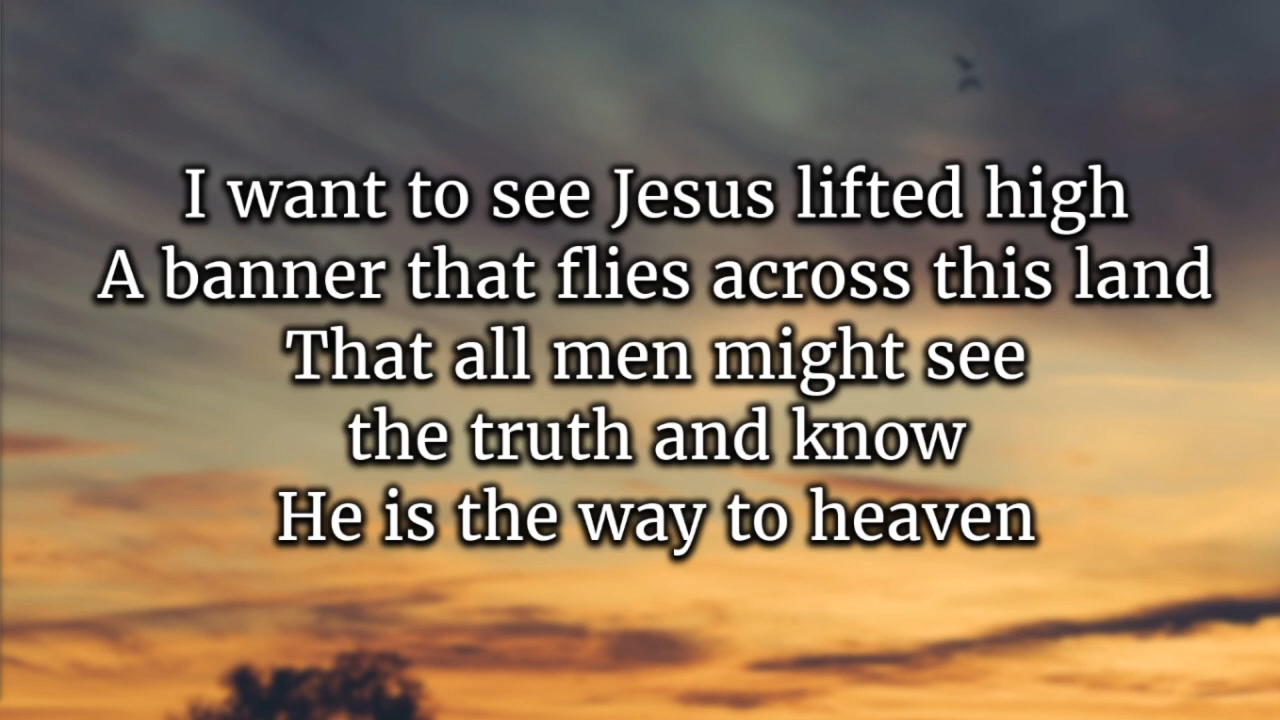 I want to see Jesus lifted high
A banner that flies across this land
That all men might see
the truth and know
He is the way to heaven